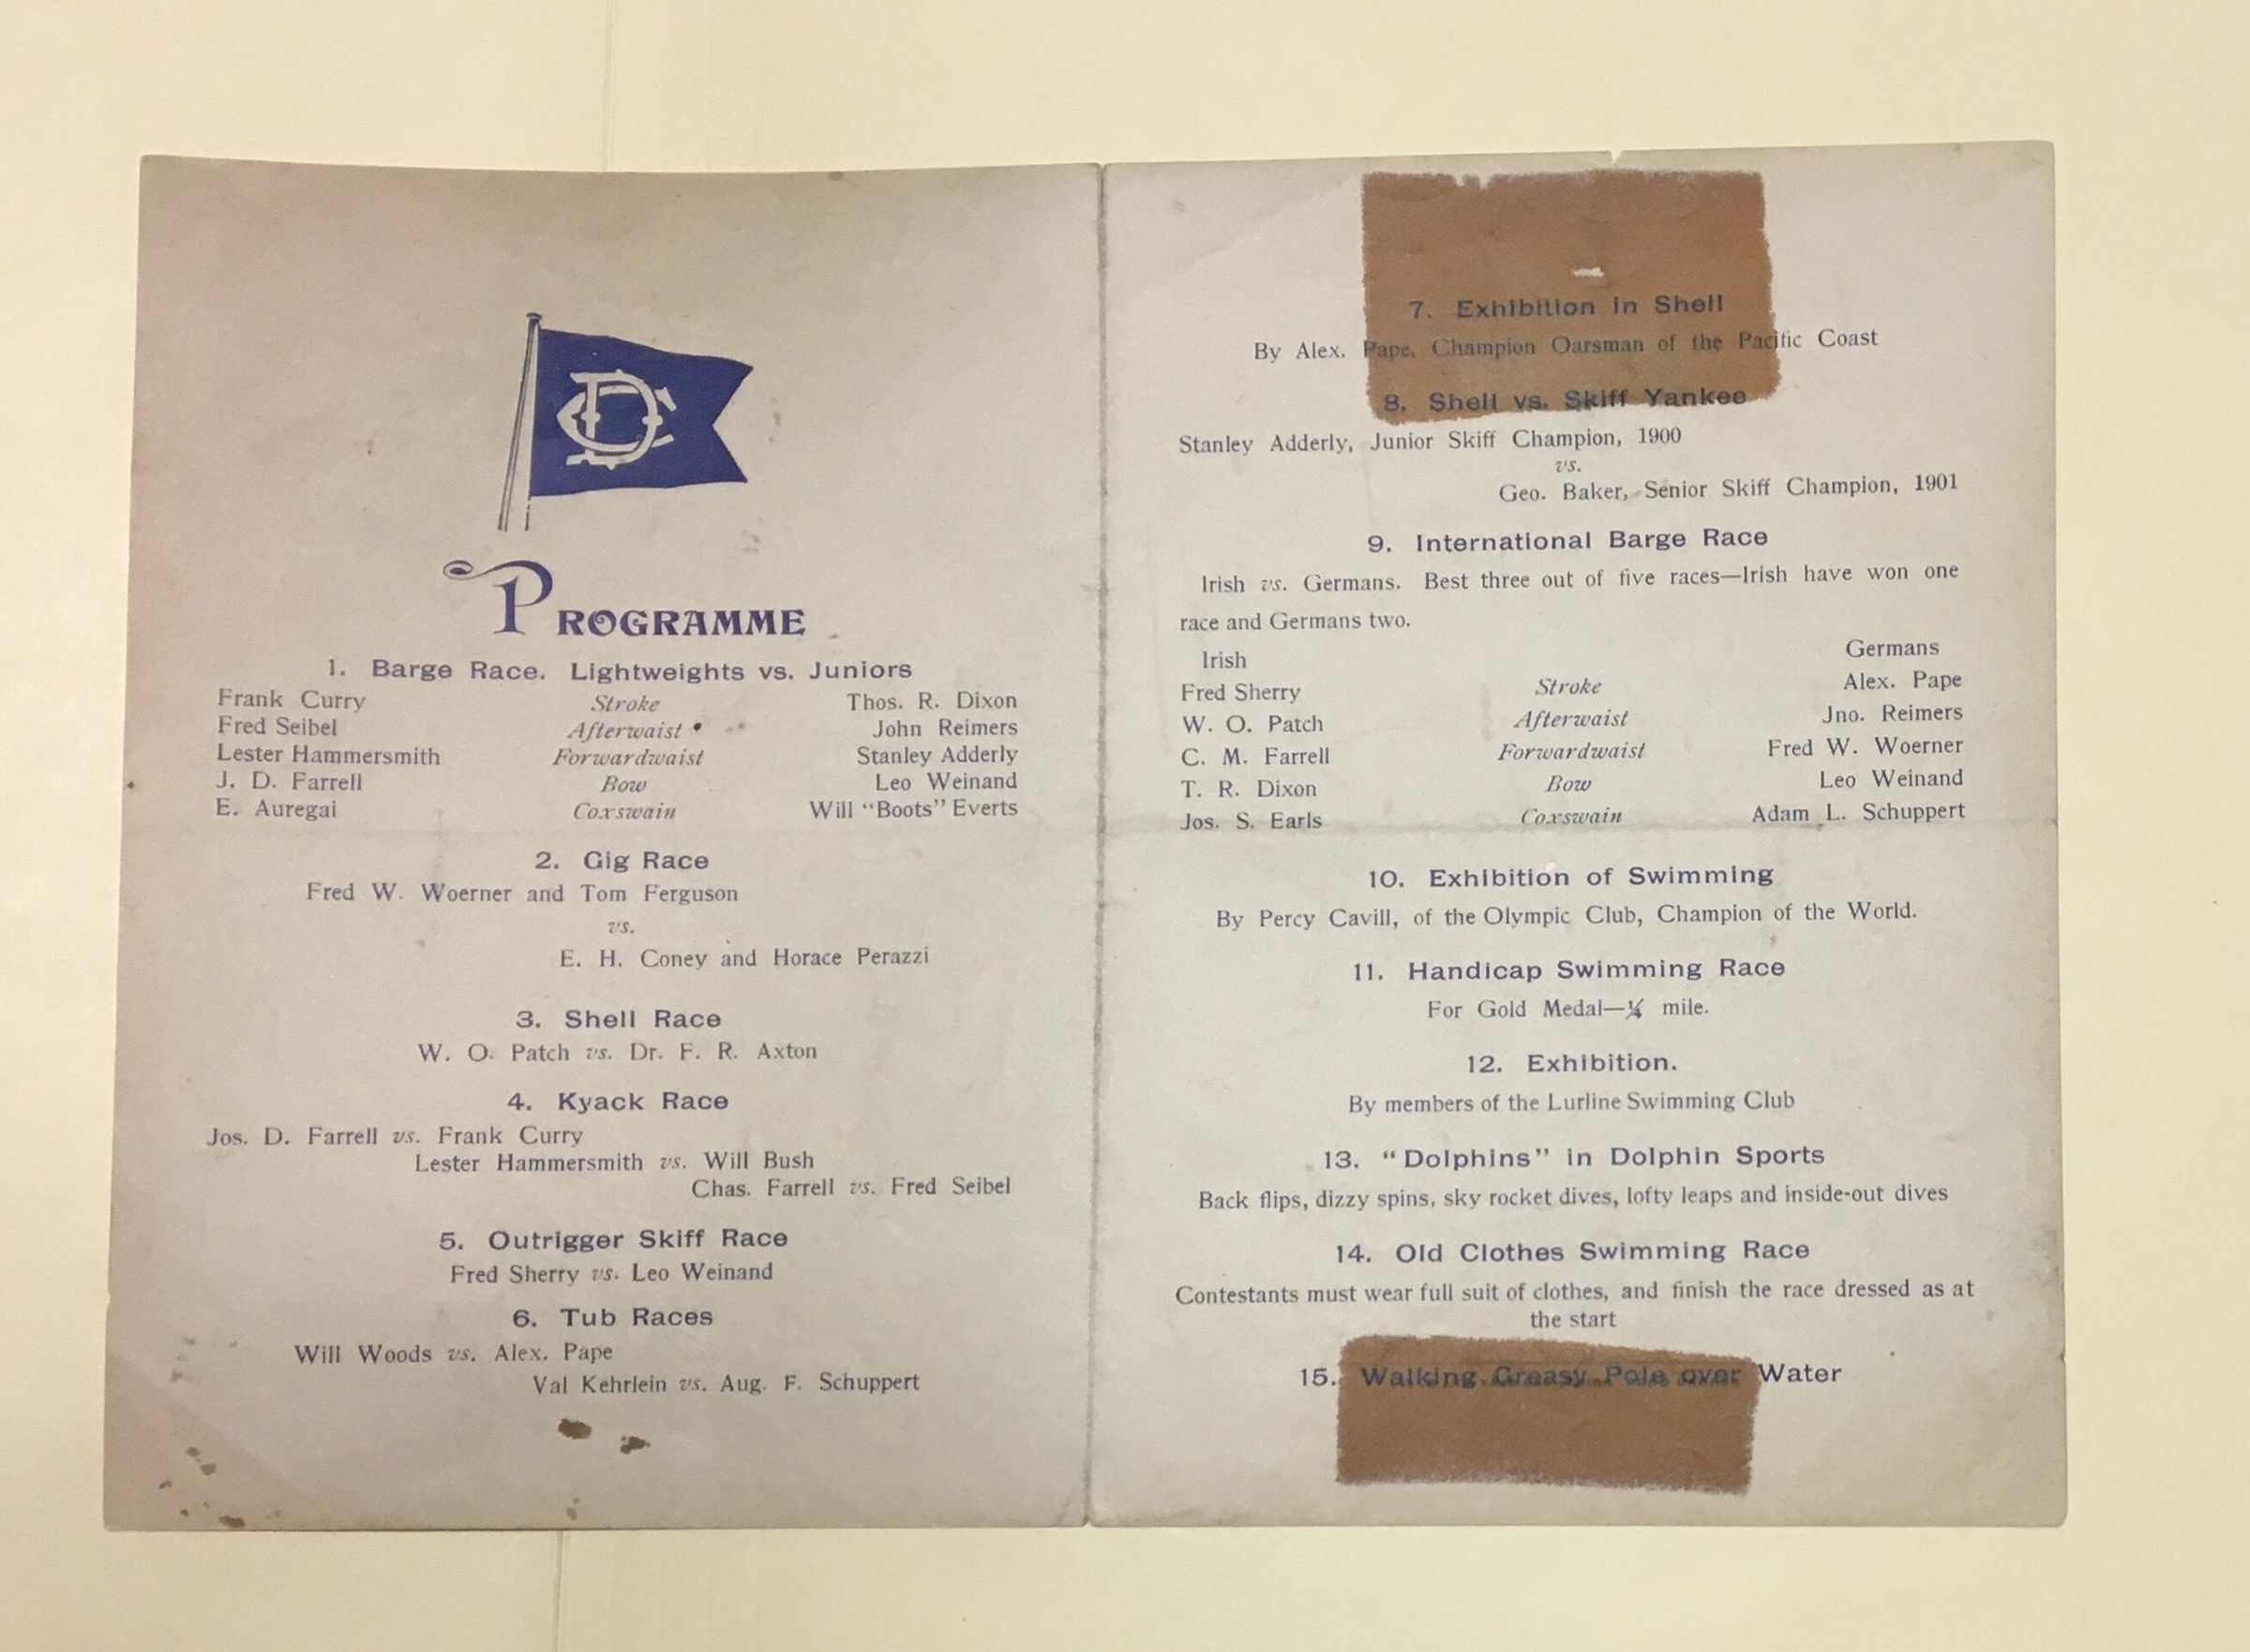 DC
PROGRAMME
1. Barge Race. Lightweights vs. Juniors
Frank Curry Stroke Thos. R. Dixon
Fred Seibel Afterwaist John Reimers
Lester Hammersmith Forwardwaist Stanley Adderly
J. D. Farrell Bow Leo Weinand
E. Auregai Coxswain Will "Boots" Everts
2. Gig Race
Fred W. Woerner and Tom Ferguson
vs.
E. H. Coney and Horace Perazzi
3. Shell Race
W. O. Patch vs. Dr. F. R. Axton
4. Kyack Race
Jos. D. Farrell vs. Frank Curry
Lester Hammersmith vs. Will Bush
Chas. Farrell vs. Fred Seibel
5. Outrigger Skiff Race
Fred Sherry vs. Leo Weinand
6. Tub Races
Will Woods vs. Alex. Pape
Val Kehrlein vs. Aug. F. Schuppert
7. Exhibition in Shell
By Alex. Pape, Champion Oarsman of the Pacific Coast
8. Shell vs. Skiff Yankee
Stanley Adderly, Junior Skiff Champion, 1900
vs.
Geo. Baker, Senior Skiff Champion, 1901
9. International Barge Race
Irish vs. Germans. Best three out of five races—Irish have won one
race and Germans two.
Irish Germans
Fred Sherry Stroke Alex. Pape
W. O. Patch Afterwaist Jno. Reimers
C. M. Farrell Forwardwaist Fred W. Woerner
T. R. Dixon Bow Leo Weinand
Jos. S. Earls Coxswain Adam L. Schuppert
10. Exhibition of Swimming
By Percy Cavill, of the Olympic Club, Champion of the World.
11. Handicap Swimming Race
For Gold Medal—¼ mile.
12. Exhibition.
By members of the Lurline Swimming Club
13. "Dolphins" in Dolphin Sports
Back flips, dizzy spins, sky rocket dives, lofty leaps and inside-out dives
14. Old Clothes Swimming Race
Contestants must wear full suit of clothes, and finish the race dressed as at
the start
15. Walking Greasy Pole over Water